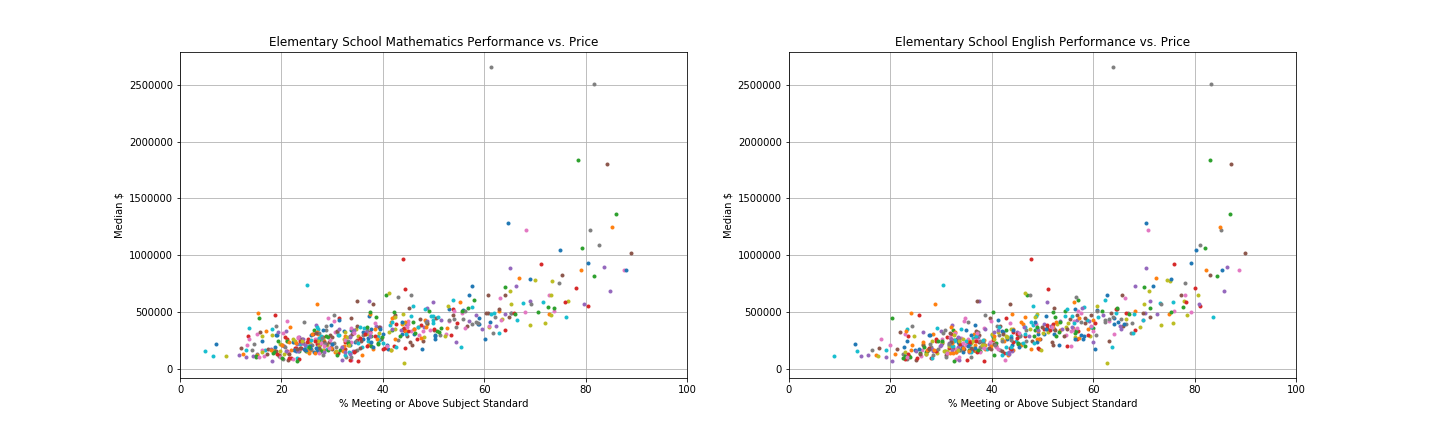 Elementary School Mathematics Performance vs. Price
Median $
2500000
2000000
1500000
1000000
500000
0
0 20 40 60 80 100
% Meeting or Above Subject Standard
Elementary School English Performance vs. Price
Median $
2500000
2000000
1500000
1000000
500000
0
0 20 40 60 80 100
% Meeting or Above Subject Standard